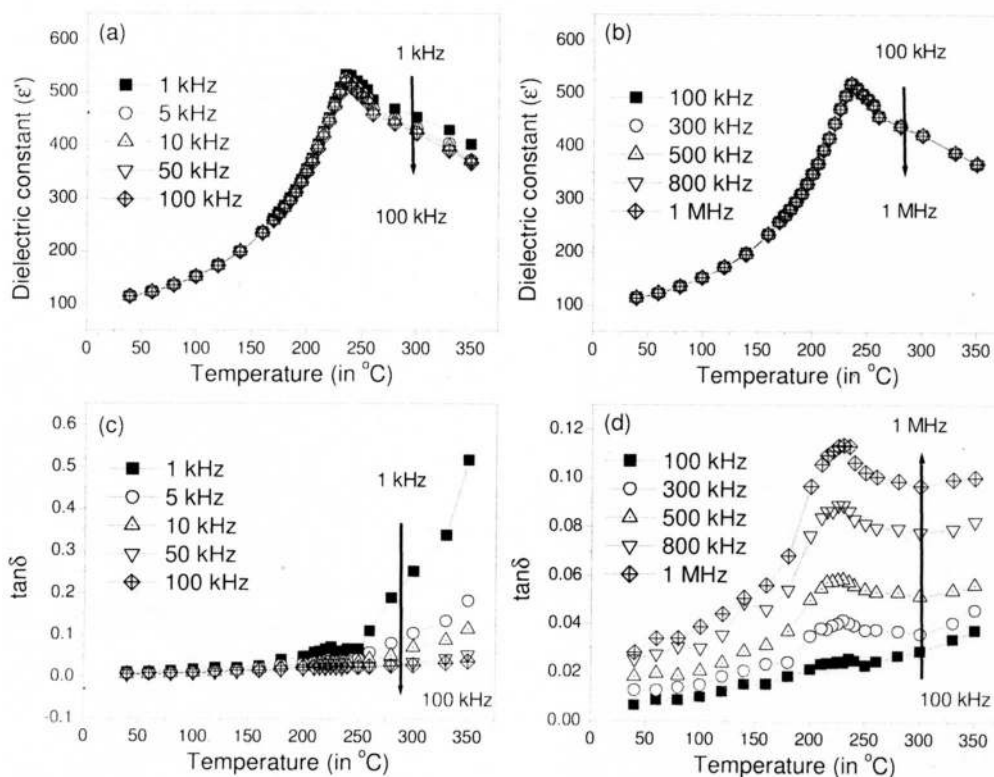 (a)
600
500
400
300
200
100
Dielectric constant (ε')
1 kHz
5 kHz
10 kHz
50 kHz
100 kHz
1 kHz
100 kHz
0 50 100 150 200 250 300 350
Temperature (in °C)
(b)
600
500
400
300
200
100
Dielectric constant (ε')
100 kHz
300 kHz
500 kHz
800 kHz
1 MHz
100 kHz
1 MHz
0 50 100 150 200 250 300 350
Temperature (in °C)
(c)
0.6
0.5
0.4
0.3
0.2
0.1
0.0
-0.1
tanδ
1 kHz
5 kHz
10 kHz
50 kHz
100 kHz
1 kHz
100 kHz
0 50 100 150 200 250 300 350
Temperature (in °C)
(d)
0.12
0.10
0.08
0.06
0.04
0.02
0.00
tanδ
100 kHz
300 kHz
500 kHz
800 kHz
1 MHz
1 MHz
100 kHz
0 50 100 150 200 250 300 350
Temperature (in °C)